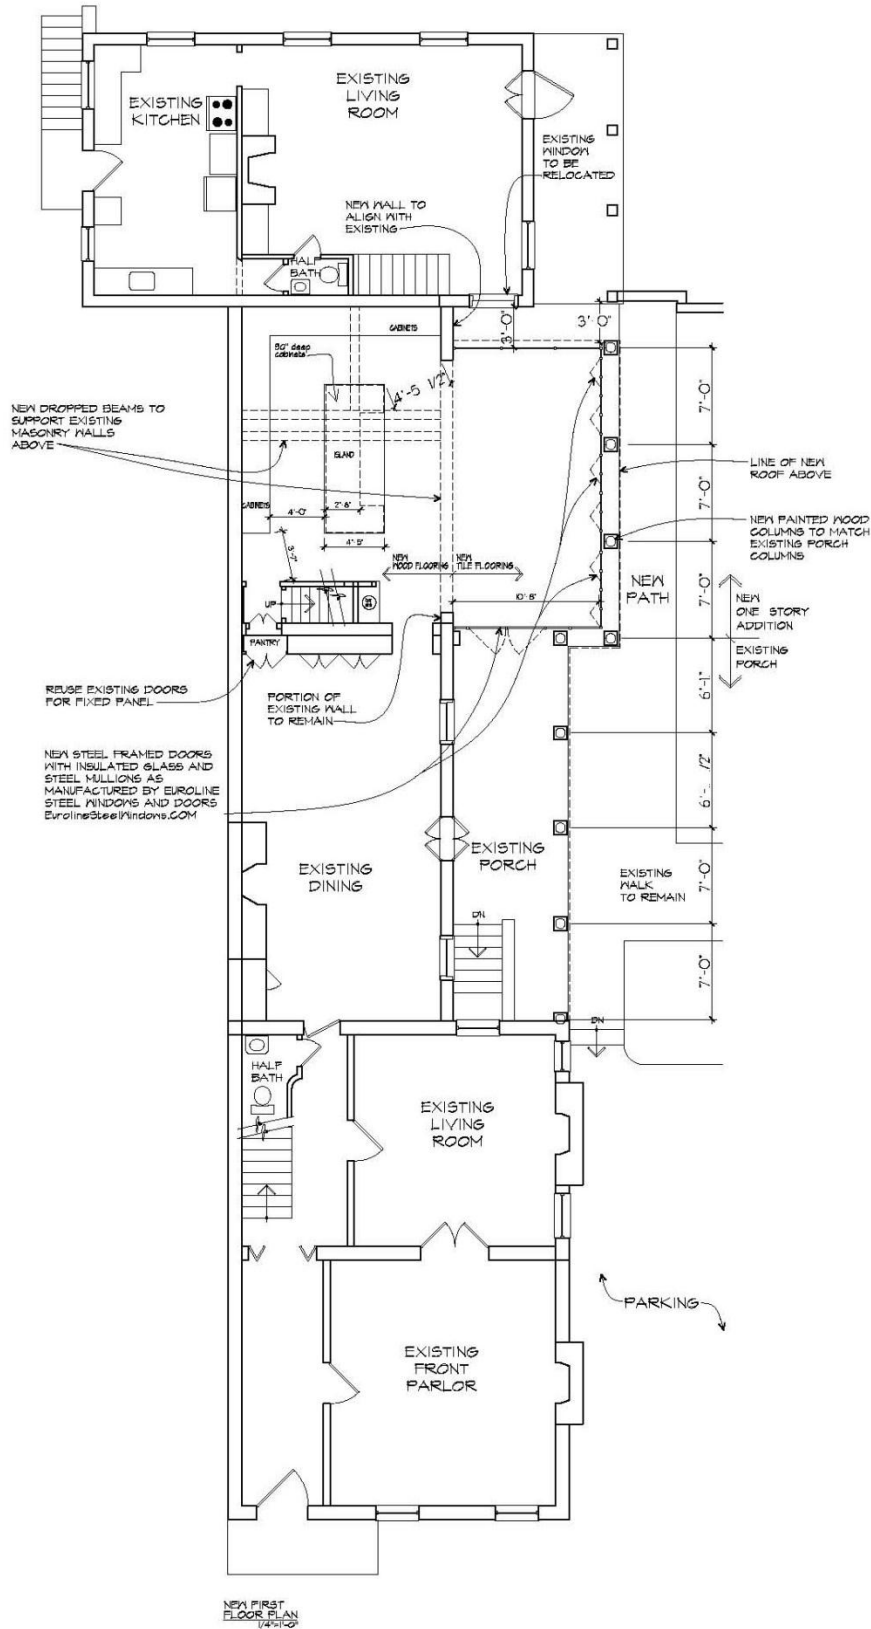 EXISTING
KITCHEN
EXISTING
LIVING
ROOM
EXISTING
WINDOW
TO BE
RELOCATED
NEW WALL TO
ALIGN WITH
EXISTING
HALF
BATH
3'-0"
3'-0"
CABINETS
4'-5 1/2"
NEW DROPPED BEAMS TO
SUPPORT EXISTING
MASONRY WALLS
ABOVE
ISLAND
CABINETS
4'-0"
2'-8"
7'-0"
LINE OF NEW
ROOF ABOVE
7'-0"
NEW PAINTED WOOD
COLUMNS TO MATCH
EXISTING PORCH
COLUMNS
NEW
WOOD FLOORING
NEW
TILE FLOORING
10'-8"
NEW
PATH
7'-0"
NEW
ONE STORY
ADDITION
EXISTING
PORCH
UP
PANTRY
REUSE EXISTING DOORS
FOR FIXED PANEL
PORTION OF
EXISTING WALL
TO REMAIN
6'-1"
NEW STEEL FRAMED DOORS
WITH INSULATED GLASS AND
STEEL MULLIONS AS
MANUFACTURED BY EUROLINE
STEEL WINDOWS AND DOORS
EurolineSteelWindows.COM
EXISTING
DINING
EXISTING
PORCH
EXISTING
WALK
TO REMAIN
7'-0"
DN
7'-0"
DN
HALF
BATH
EXISTING
LIVING
ROOM
PARKING
EXISTING
FRONT
PARLOR
NEW FIRST
FLOOR PLAN
1/4"=1'-0"